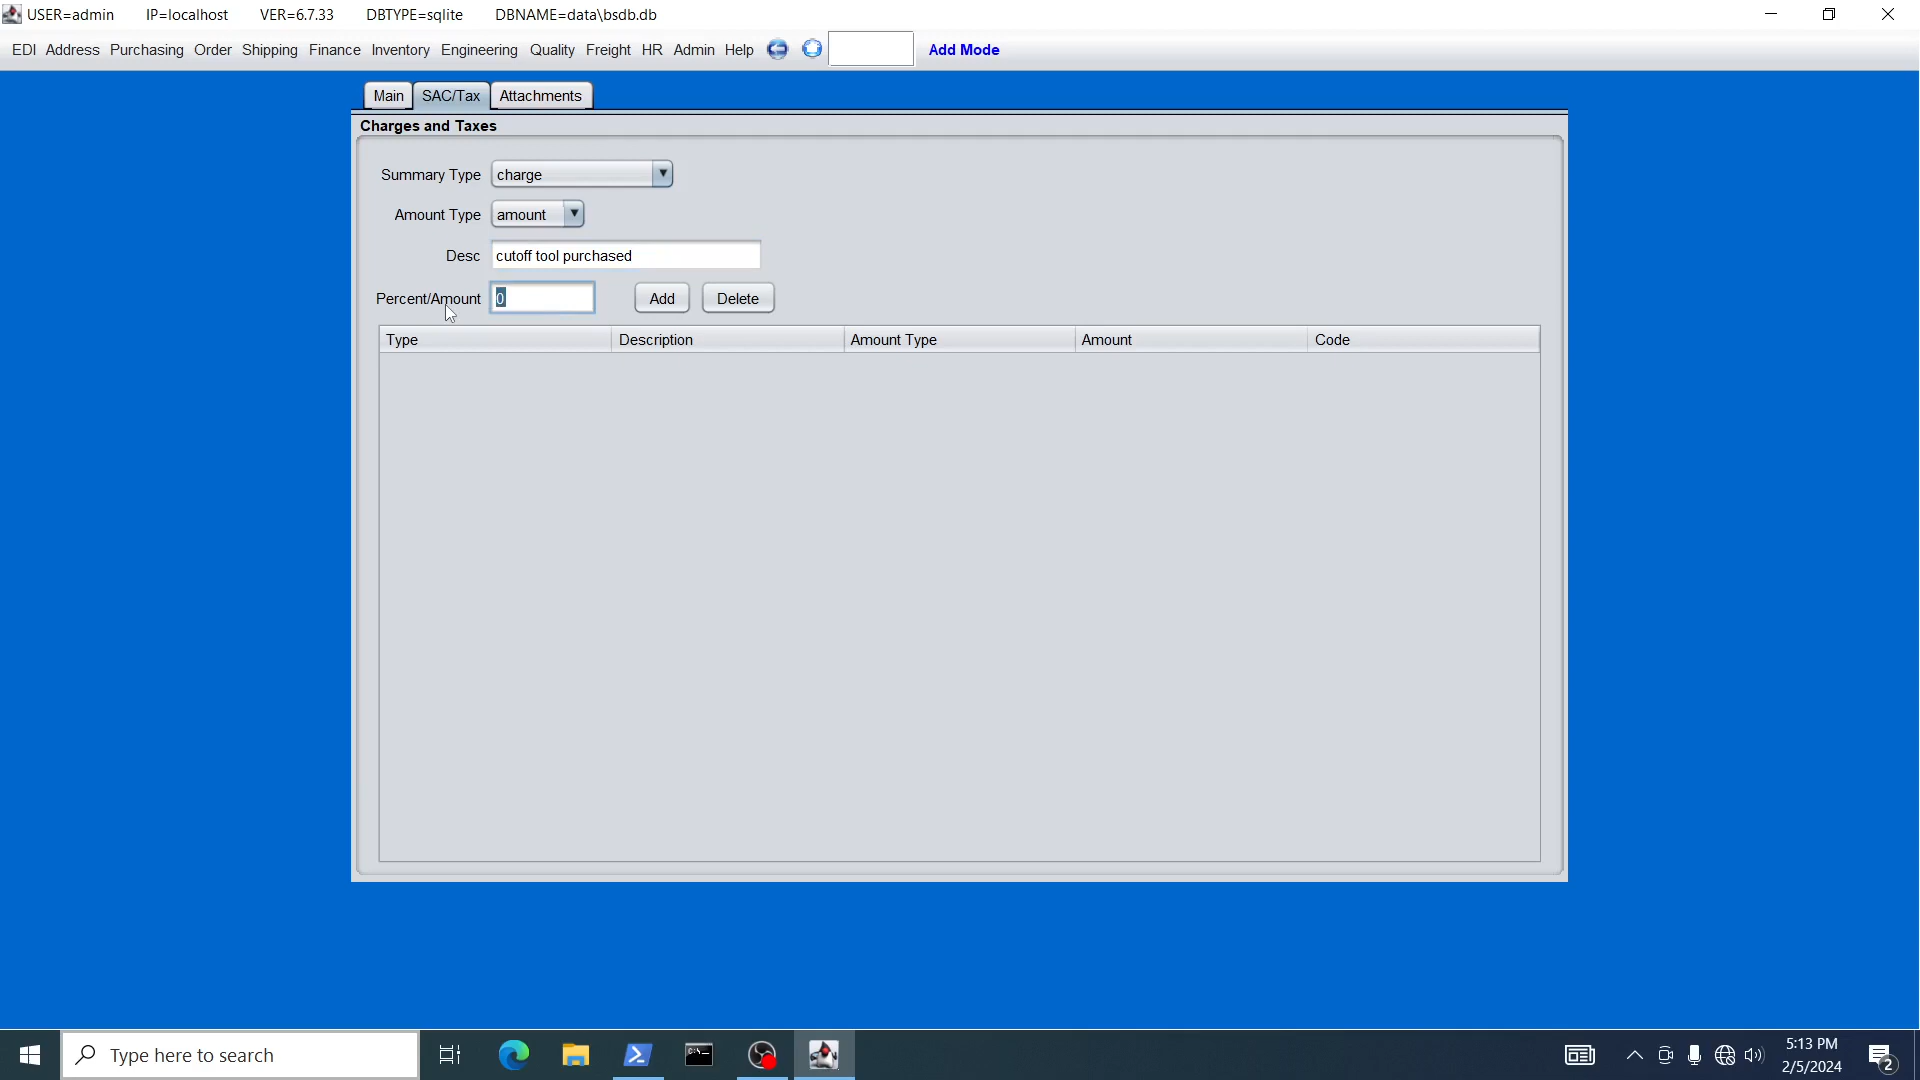 USER=admin IP=localhost VER=6.7.33 DBTYPE=sqlite DBNAME=data\bsdb.db
EDI Address Purchasing Order Shipping Finance Inventory Engineering Quality Freight HR Admin Help Add Mode
Main SAC/Tax Attachments
Charges and Taxes
Summary Type charge
Amount Type amount
Desc cutoff tool purchased
Percent/Amount 0 Add Delete
Type Description Amount Type Amount Code
Type here to search
5:13 PM
2/5/2024
2